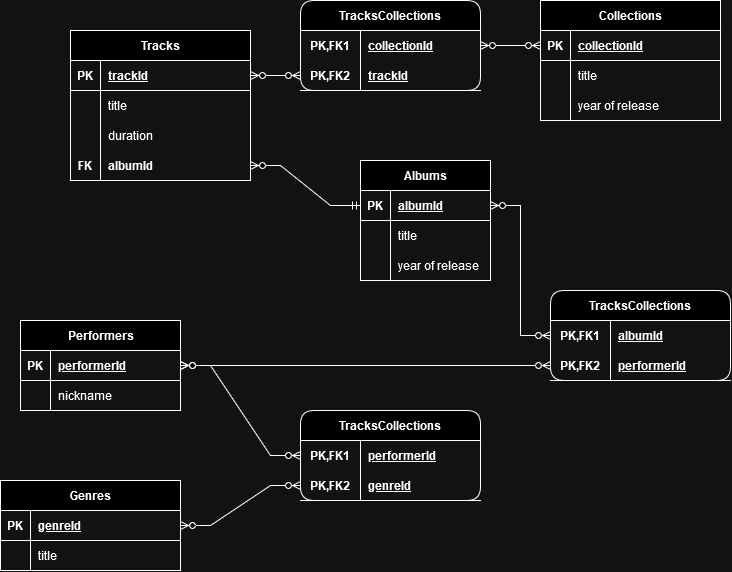 Tracks
PK trackId
title
duration
FK albumId
TracksCollections
PK,FK1 collectionId
PK,FK2 trackId
Collections
PK collectionId
title
year of release
Albums
PK albumId
title
year of release
TracksCollections
PK,FK1 albumId
PK,FK2 performerId
Performers
PK performerId
nickname
TracksCollections
PK,FK1 performerId
PK,FK2 genreId
Genres
PK genreId
title